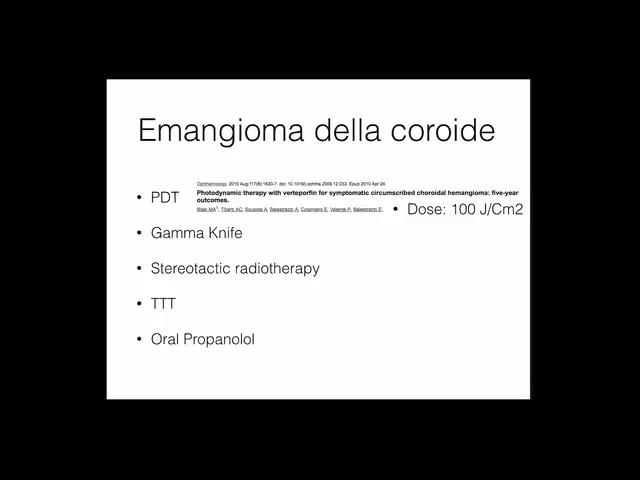 Emangioma della coroide
Ophthalmology. 2010 Aug;117(8):1630-7. doi: 10.1016/j.ophtha.2009.12.033. Epub 2010 Apr 24.
• PDT
Photodynamic therapy with verteporfin for symptomatic circumscribed choroidal hemangioma: five-year
outcomes.
Blasi MA1, Tiberti AC, Scupola A, Balestrazzi A, Colangelo E, Valente P, Balestrazzi E.
• Dose: 100 J/Cm2
• Gamma Knife
• Stereotactic radiotherapy
• TTT
• Oral Propanolol